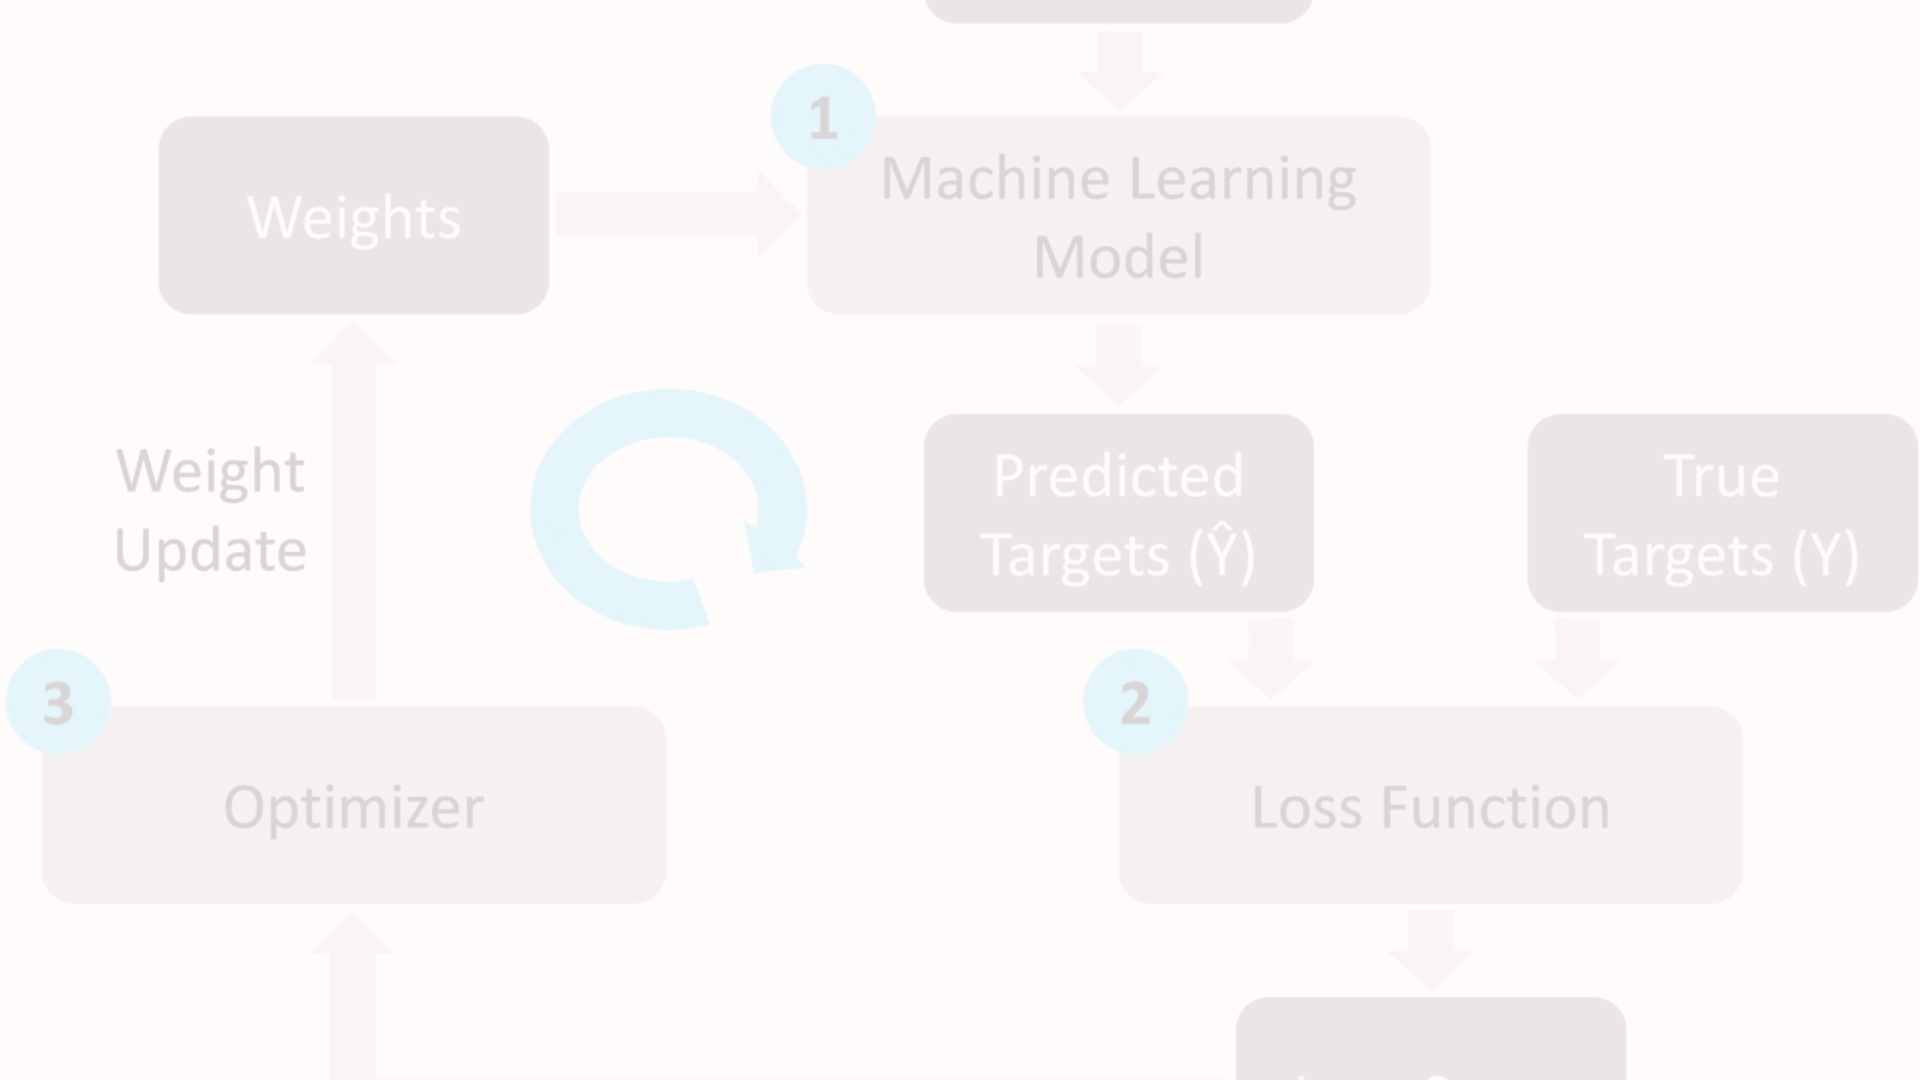 1
Machine Learning
Model
Weights
Weight
Update
Predicted
Targets (Ŷ)
True
Targets (Y)
3
Optimizer
2
Loss Function